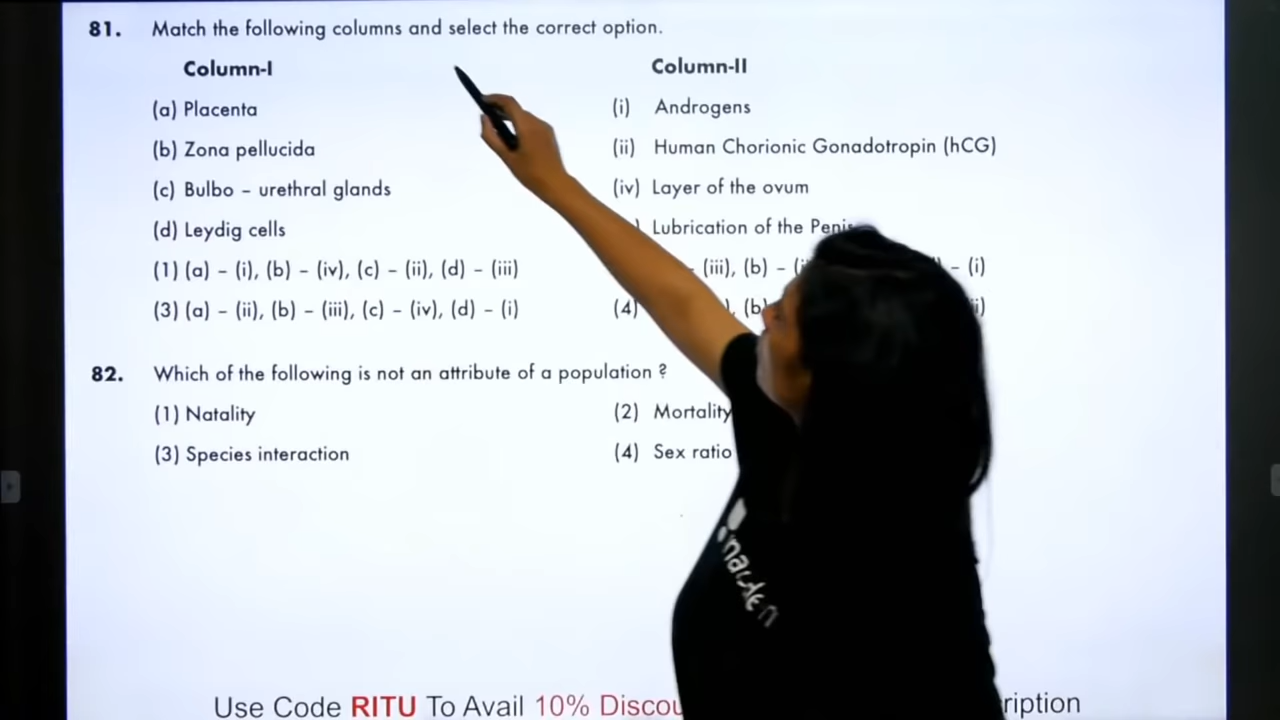 81. Match the following columns and select the correct option.
Column-I Column-II
(a) Placenta (i) Androgens
(b) Zona pellucida (ii) Human Chorionic Gonadotropin (hCG)
(c) Bulbo – urethral glands (iv) Layer of the ovum
(d) Leydig cells ) Lubrication of the Penis
(1) (a) – (i), (b) – (iv), (c) – (ii), (d) – (iii) – (iii), (b) – – (i)
(3) (a) – (ii), (b) – (iii), (c) – (iv), (d) – (i) (4) , (b)
82. Which of the following is not an attribute of a population ?
(1) Natality (2) Mortality
(3) Species interaction (4) Sex ratio
Use Code RITU To Avail 10% ription